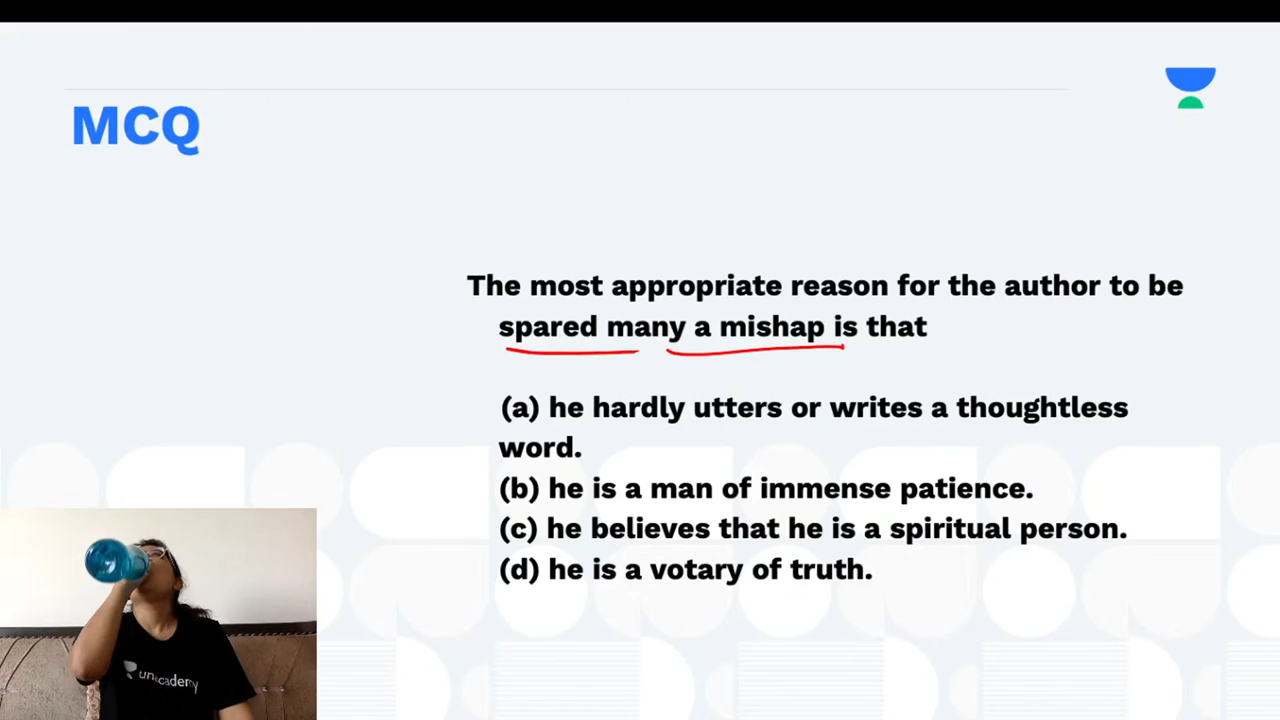 MCQ
The most appropriate reason for the author to be
spared many a mishap is that
(a) he hardly utters or writes a thoughtless
word.
(b) he is a man of immense patience.
(c) he believes that he is a spiritual person.
(d) he is a votary of truth.
unacademy